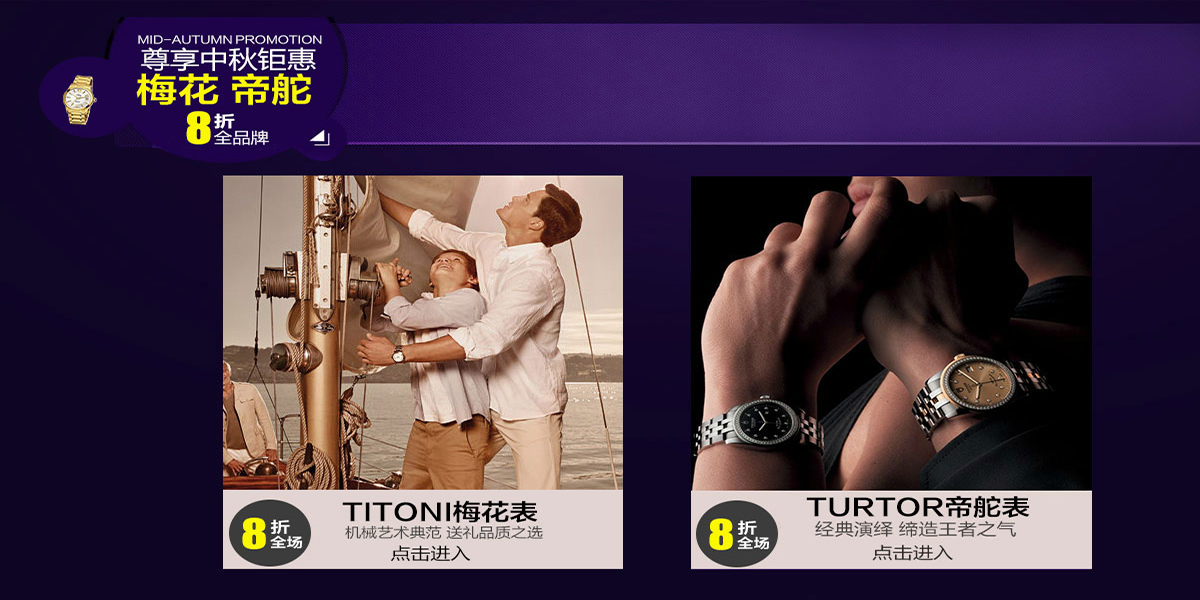 MID-AUTUMN PROMOTION
尊享中秋钜惠
梅花 帝舵
8折
全品牌
TITONI梅花表
机械艺术典范 送礼品质之选
点击进入
8折
全场
TURTOR帝舵表
经典演绎 缔造王者之气
点击进入
8折
全场